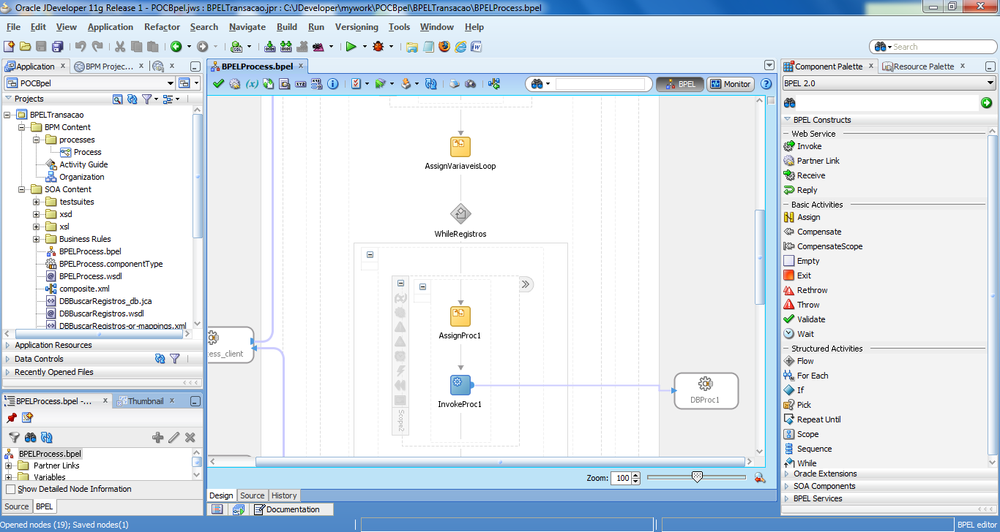 Oracle JDeveloper 11g Release 1 - POCBpel.jws : BPELTransacao.jpr : C:\JDeveloper\mywork\POCBpel\BPELTransacao\BPELProcess.bpel
File Edit View Application Refactor Search Navigate Build Run Versioning Tools Window Help
Search
Application
BPM Projec...
POCBpel
Projects
BPELTransacao
BPM Content
processes
Process
Activity Guide
Organization
SOA Content
testsuites
xsd
xsl
Business Rules
BPELProcess.bpel
BPELProcess.componentType
BPELProcess.wsdl
composite.xml
DBBuscarRegistros_db.jca
DBBuscarRegistros.wsdl
DBBuscarRegistros-or-mappings.xml
Application Resources
Data Controls
Recently Opened Files
BPELProcess.bpel -...
Thumbnail
BPELProcess.bpel
Partner Links
Variables
Show Detailed Node Information
Source BPEL
BPELProcess.bpel
BPEL
Monitor
AssignVariaveisLoop
WhileRegistros
AssignProc1
InvokeProc1
Scope2
cess_client
DBProc1
Zoom: 100
Design Source History
Documentation
Component Palette
Resource Palette
BPEL 2.0
BPEL Constructs
Web Service
Invoke
Partner Link
Receive
Reply
Basic Activities
Assign
Compensate
CompensateScope
Empty
Exit
Rethrow
Throw
Validate
Wait
Structured Activities
Flow
For Each
If
Pick
Repeat Until
Scope
Sequence
While
Oracle Extensions
SOA Components
BPEL Services
Opened nodes (19); Saved nodes(1)
BPEL editor